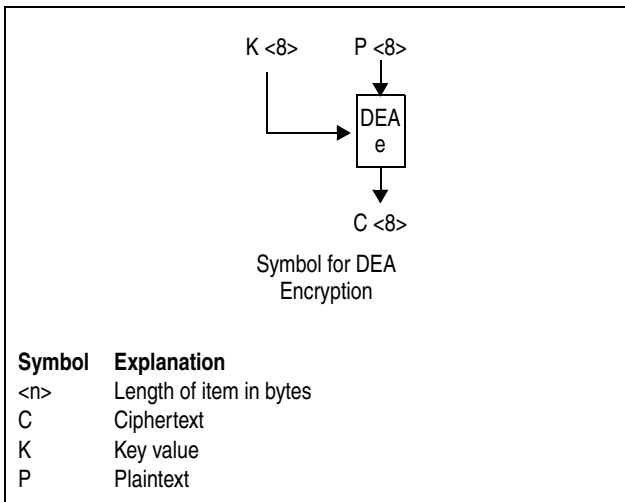 K <8> P <8>
DEA
e
C <8>
Symbol for DEA
Encryption
Symbol Explanation
<n> Length of item in bytes
C Ciphertext
K Key value
P Plaintext